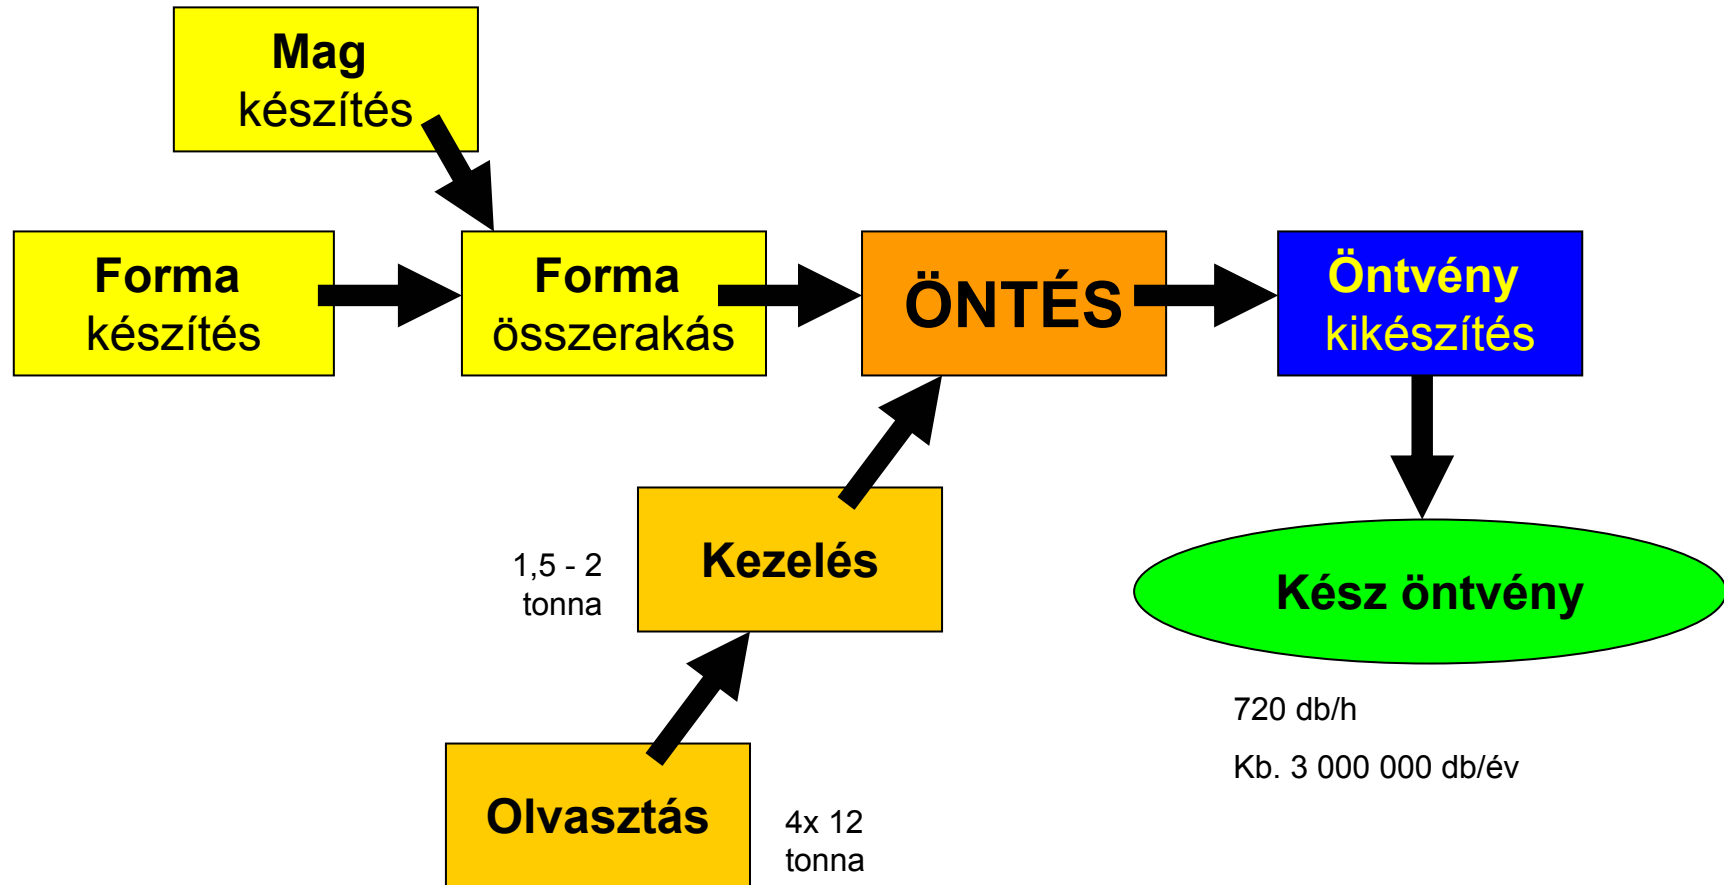 Mag
készítés
Forma
készítés
Forma
összerakás
ÖNTÉS
Öntvény
kikészítés
1,5 - 2
tonna
Kezelés
Kész öntvény
720 db/h
Kb. 3 000 000 db/év
Olvasztás
4x 12
tonna